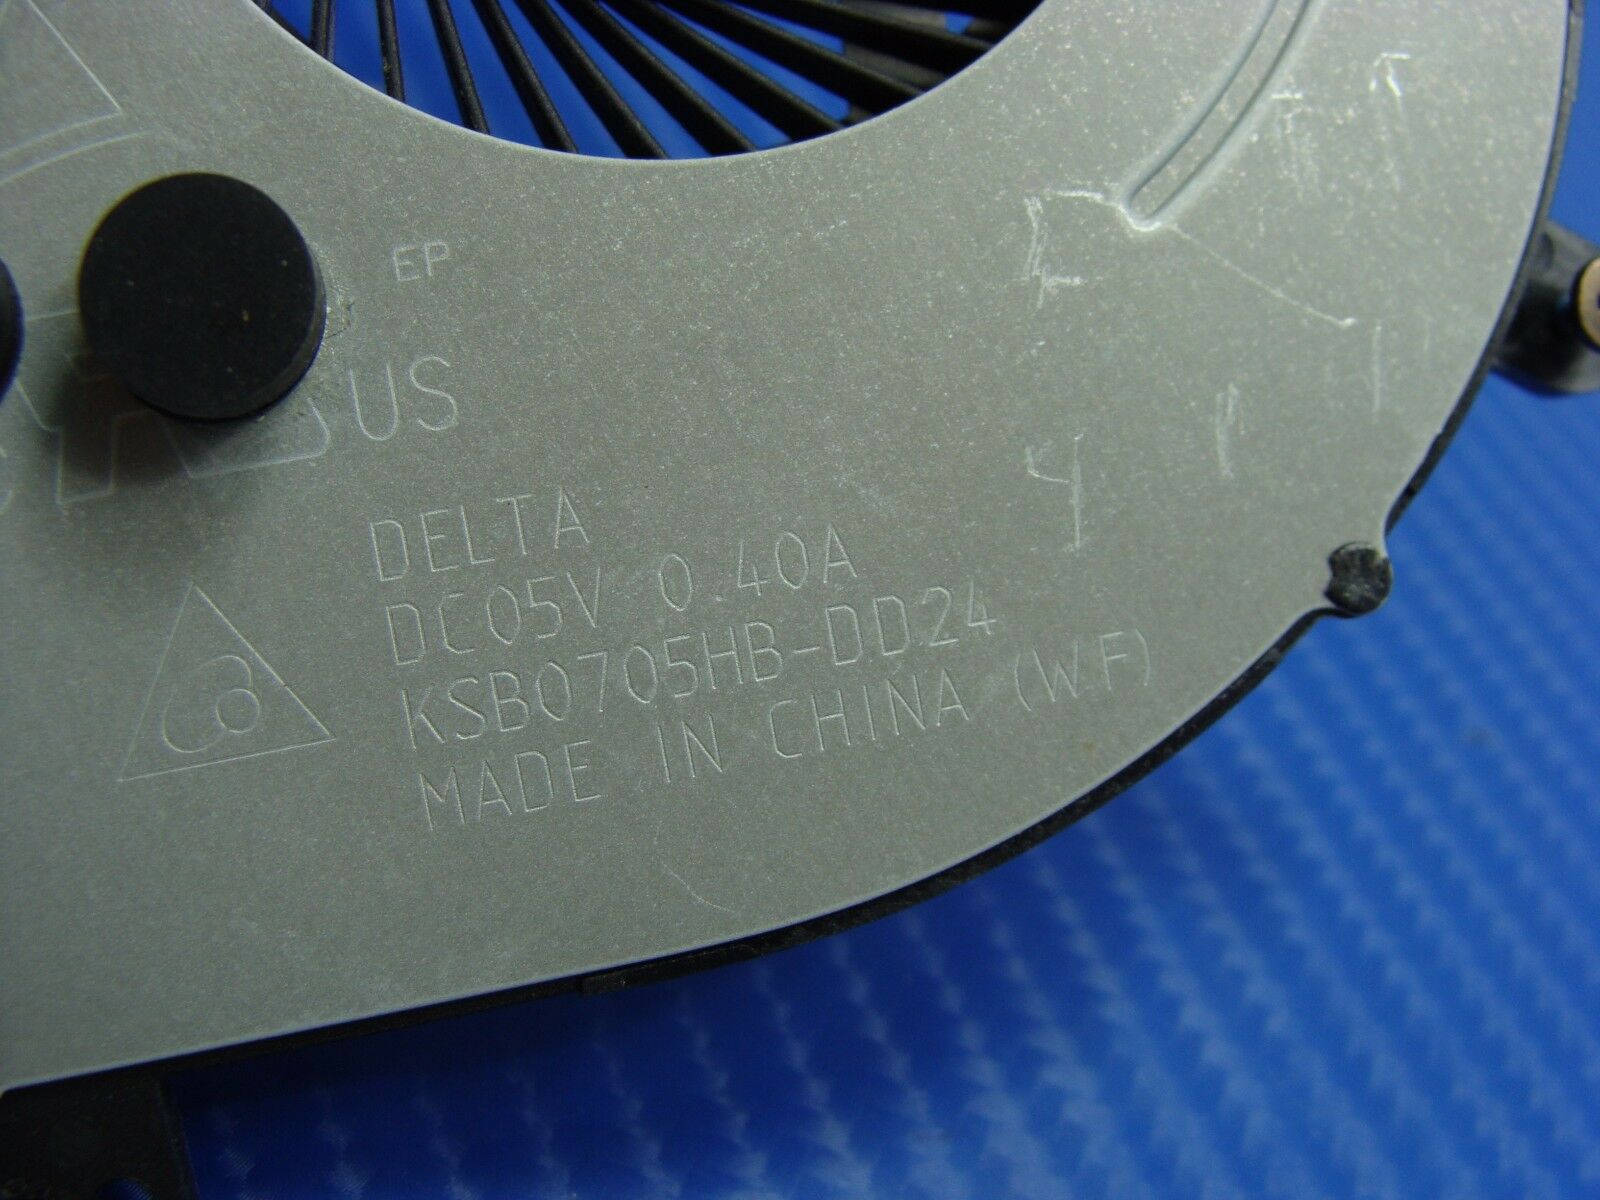 EP
US
DELTA
DC05V 0.40A
KSB0705HB-DD24
MADE IN CHINA (W.F)